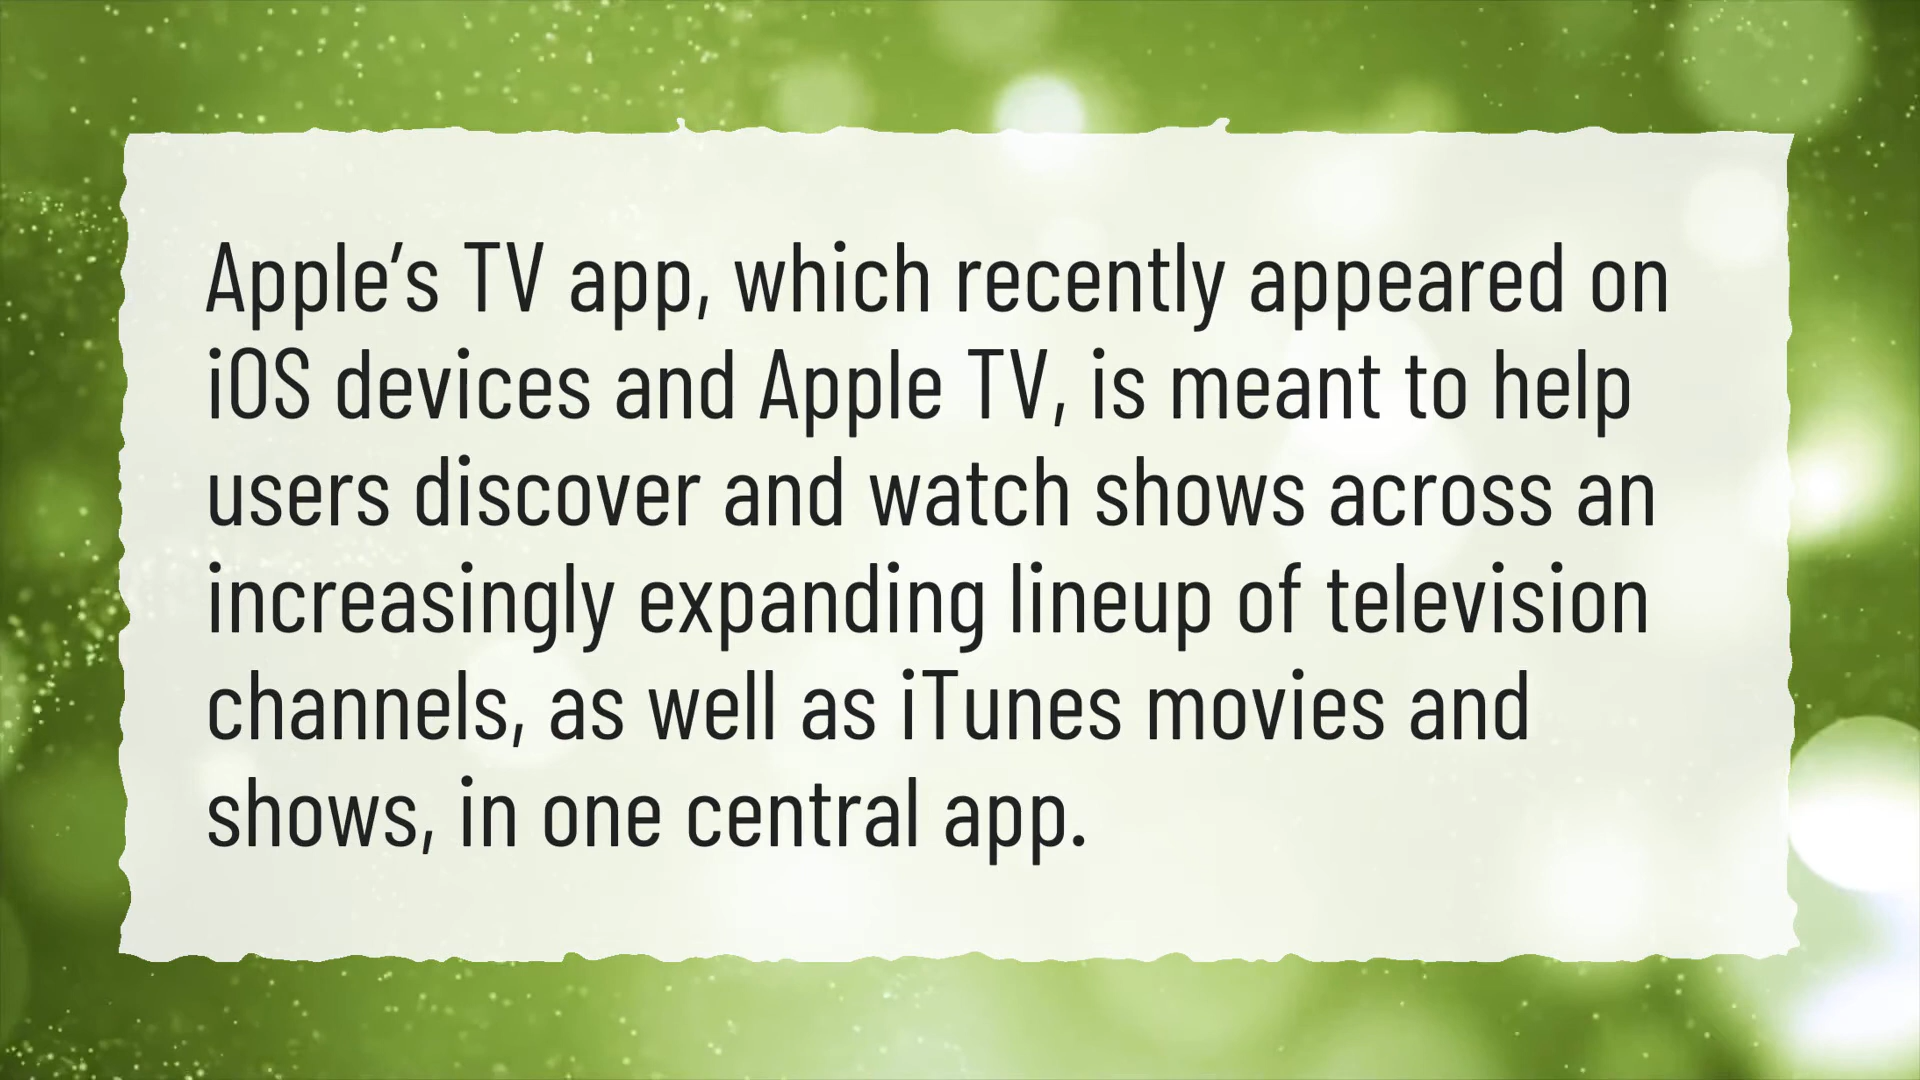 Apple’s TV app, which recently appeared on
iOS devices and Apple TV, is meant to help
users discover and watch shows across an
increasingly expanding lineup of television
channels, as well as iTunes movies and
shows, in one central app.